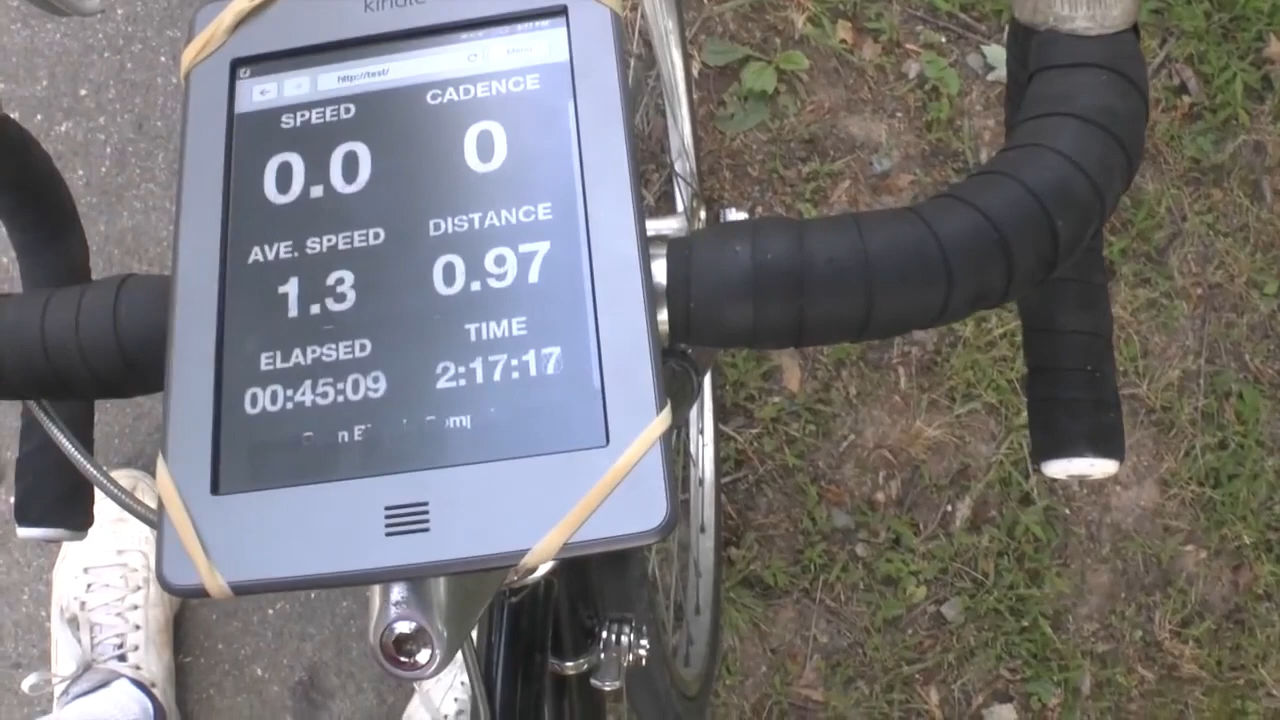 kindle
http://test/
SPEED CADENCE
0.0 0
AVE. SPEED DISTANCE
1.3 0.97
ELAPSED TIME
00:45:09 2:17:17